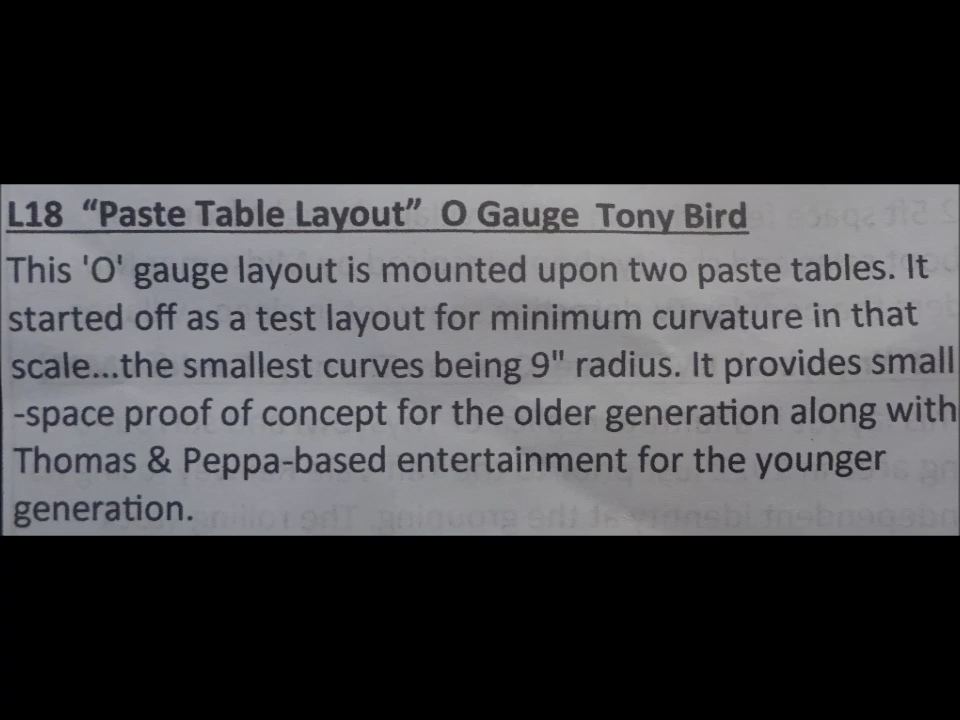 L18 “Paste Table Layout” O Gauge Tony Bird
This 'O' gauge layout is mounted upon two paste tables. It
started off as a test layout for minimum curvature in that
scale...the smallest curves being 9" radius. It provides small
-space proof of concept for the older generation along with
Thomas & Peppa-based entertainment for the younger
generation.